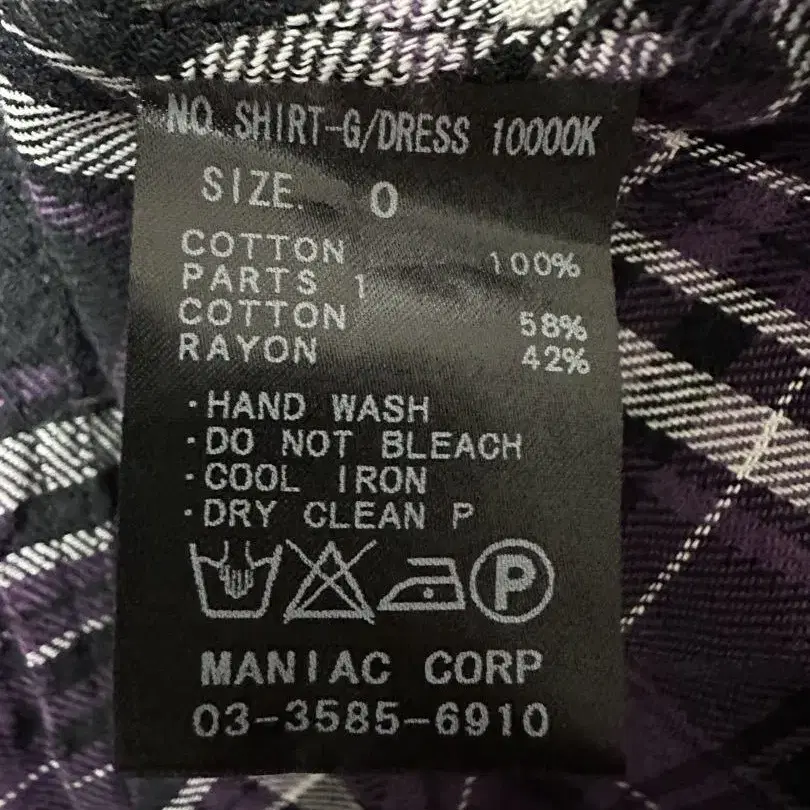 NO. SHIRT-G/DRESS 10000K
SIZE. 0
COTTON 100%
PARTS 1
COTTON 58%
RAYON 42%
·HAND WASH
·DO NOT BLEACH
·COOL IRON
·DRY CLEAN P
P
MANIAC CORP
03-3585-6910